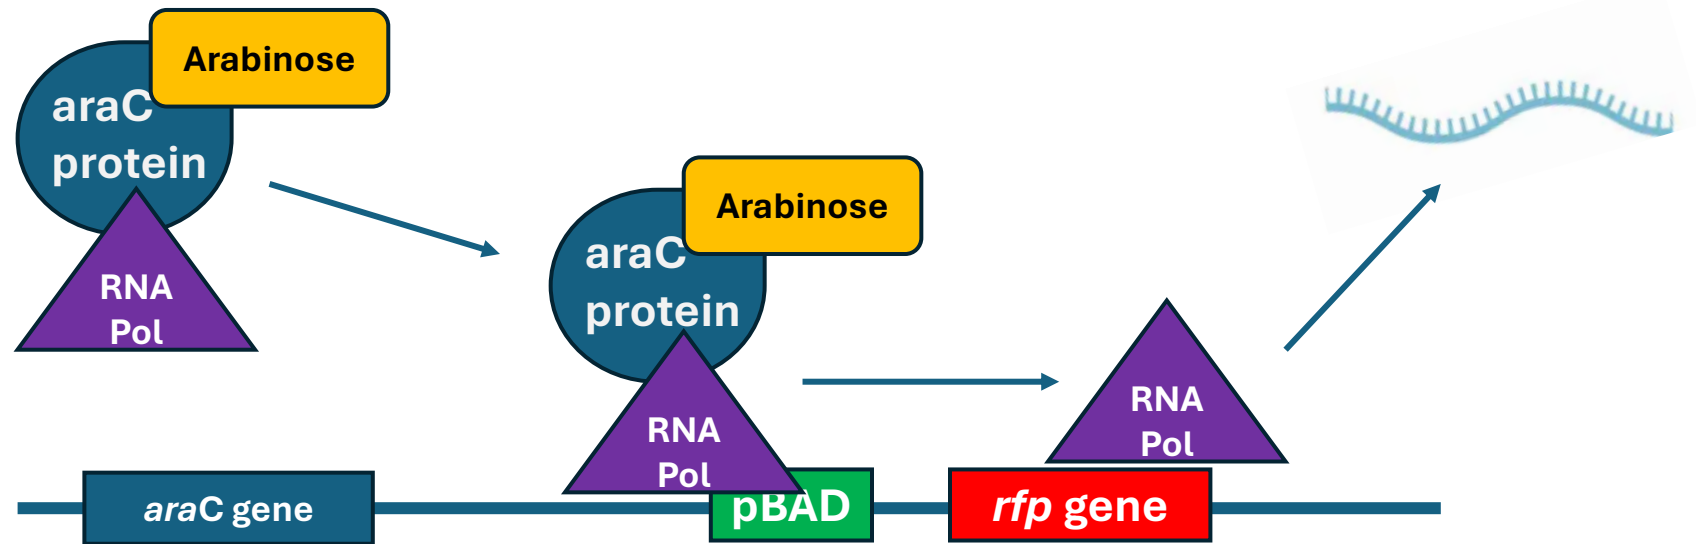 Arabinose
araC
protein
RNA
Pol
Arabinose
araC
protein
RNA
Pol
RNA
Pol
araC gene
pBAD
rfp gene